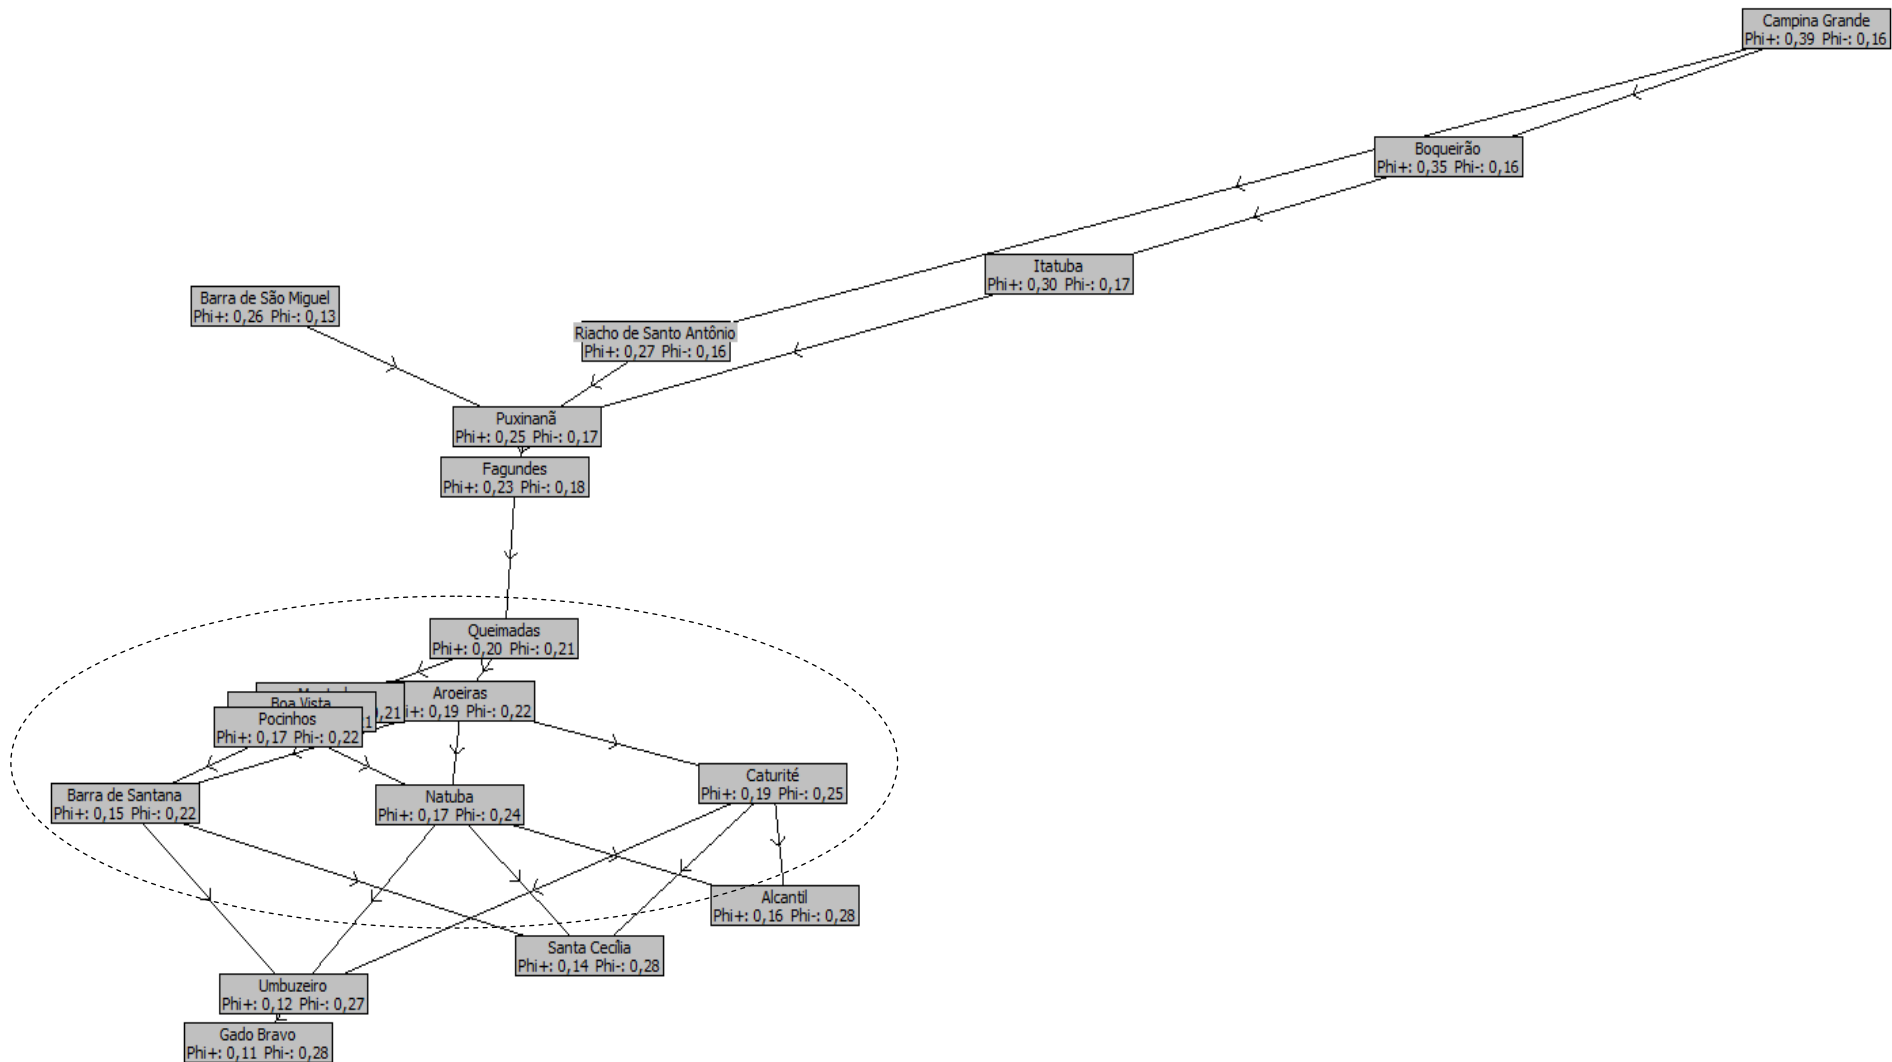 Campina Grande
Phi+: 0,39 Phi-: 0,16
Boqueirão
Phi+: 0,35 Phi-: 0,16
Itatuba
Phi+: 0,30 Phi-: 0,17
Barra de São Miguel
Phi+: 0,26 Phi-: 0,13
Riacho de Santo Antônio
Phi+: 0,27 Phi-: 0,16
Puxinanã
Phi+: 0,25 Phi-: 0,17
Fagundes
Phi+: 0,23 Phi-: 0,18
Queimadas
Phi+: 0,20 Phi-: 0,21
Aroeiras
i+: 0,19 Phi-: 0,22
0,21
Boa Vista
Pocinhos
Phi+: 0,17 Phi-: 0,22
Caturité
Phi+: 0,19 Phi-: 0,25
Barra de Santana
Phi+: 0,15 Phi-: 0,22
Natuba
Phi+: 0,17 Phi-: 0,24
Alcantil
Phi+: 0,16 Phi-: 0,28
Santa Cecília
Phi+: 0,14 Phi-: 0,28
Umbuzeiro
Phi+: 0,12 Phi-: 0,27
Gado Bravo
Phi+: 0,11 Phi-: 0,28